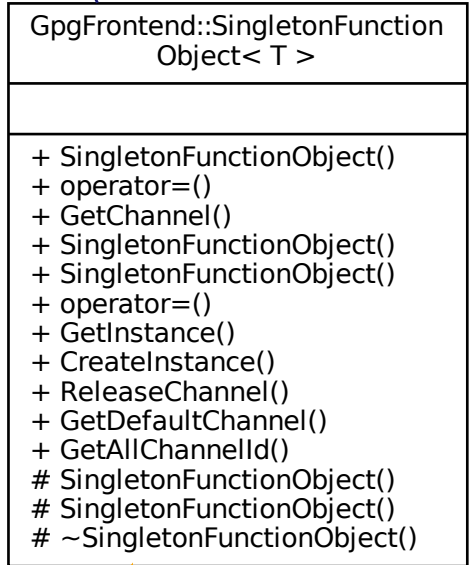 GpgFrontend::SingletonFunction
Object< T >
+ SingletonFunctionObject()
+ operator=()
+ GetChannel()
+ SingletonFunctionObject()
+ SingletonFunctionObject()
+ operator=()
+ GetInstance()
+ CreateInstance()
+ ReleaseChannel()
+ GetDefaultChannel()
+ GetAllChannelId()
# SingletonFunctionObject()
# SingletonFunctionObject()
# ~SingletonFunctionObject()